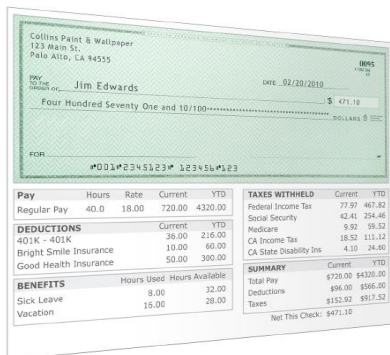 Collins Paint & Wallpaper
123 Main St.
Palo Alto, CA 94555
0095
PAY
TO THE
ORDER OF Jim Edwards
DATE 02/20/2010
$ 471.10
Four Hundred Seventy One and 10/100
DOLLARS
FOR
Pay Hours Rate Current YTD
Regular Pay 40.0 18.00 720.00 4320.00
DEDUCTIONS Current YTD
401K - 401K 36.00 216.00
Bright Smile Insurance 10.00 60.00
Good Health Insurance 50.00 300.00
BENEFITS Hours Used Hours Available
Sick Leave 8.00 32.00
Vacation 16.00 28.00
TAXES WITHHELD Current YTD
Federal Income Tax 77.97 467.82
Social Security 42.41 254.46
Medicare 9.92 59.52
CA Income Tax 18.52 111.12
CA State Disability Ins 4.10 24.60
SUMMARY Current YTD
Total Pay $720.00 $4320.00
Deductions $96.00 $566.00
Taxes $152.92 $917.52
Net This Check: $471.10